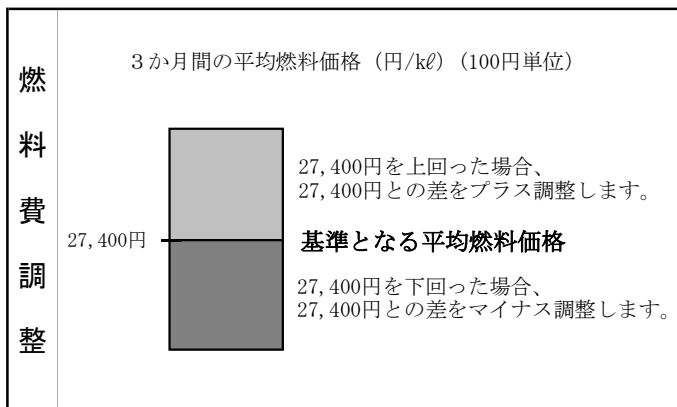 燃料費調整
3か月間の平均燃料価格（円/kℓ）（100円単位）
27,400円を上回った場合、
27,400円との差をプラス調整します。
27,400円
基準となる平均燃料価格
27,400円を下回った場合、
27,400円との差をマイナス調整します。